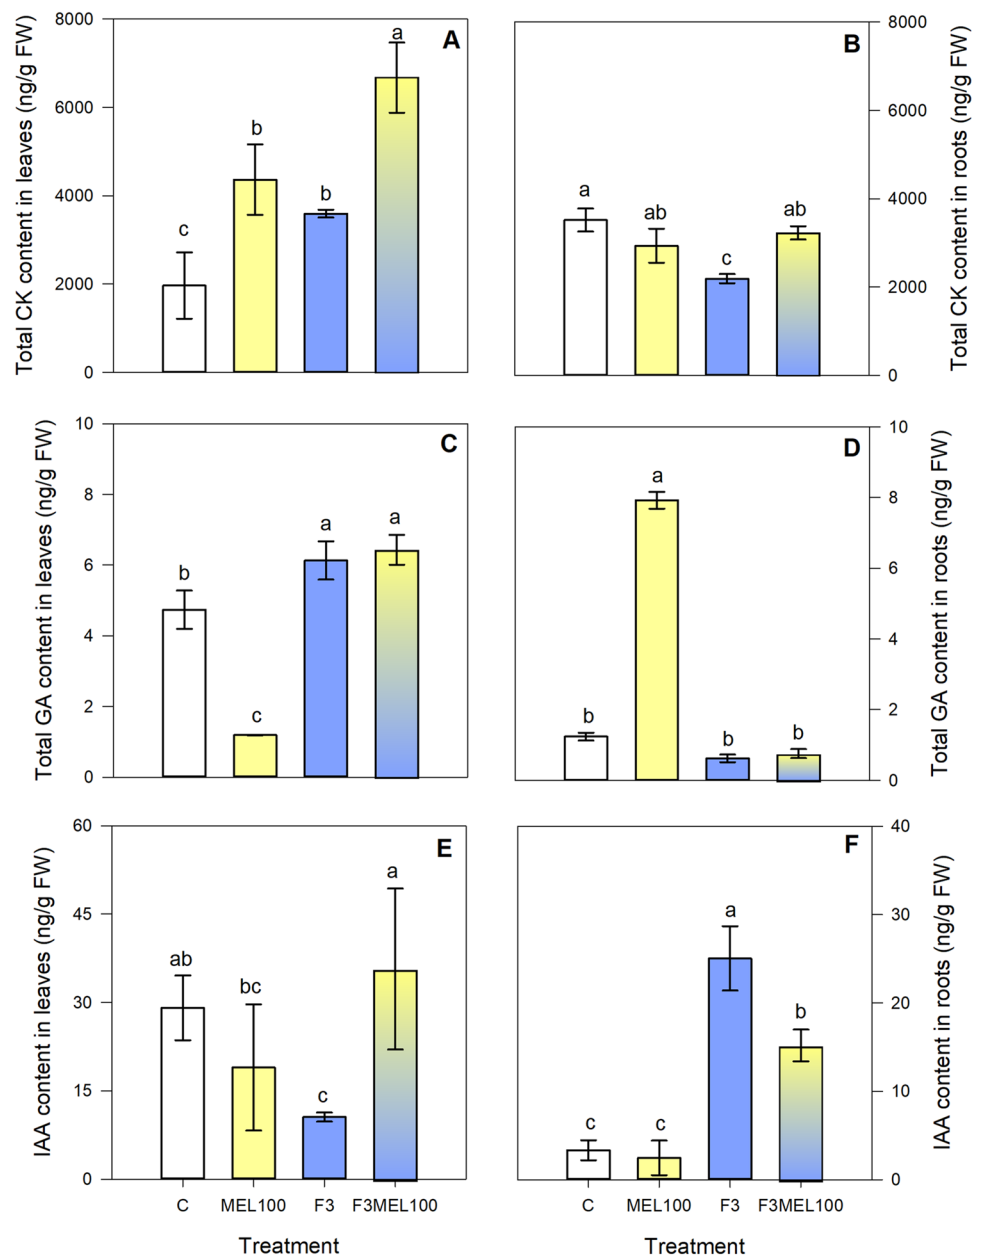 Total CK content in leaves (ng/g FW)
8000
6000
4000
2000
0
A
c
b
b
a
B
a
ab
c
ab
8000
6000
4000
2000
0
Total CK content in roots (ng/g FW)
Total GA content in leaves (ng/g FW)
10
8
6
4
2
0
C
b
c
a
a
D
b
a
b
b
10
8
6
4
2
0
Total GA content in roots (ng/g FW)
IAA content in leaves (ng/g FW)
60
45
30
15
0
E
ab
bc
c
a
C MEL100 F3 F3MEL100
Treatment
F
c
c
a
b
40
30
20
10
0
IAA content in roots (ng/g FW)
C MEL100 F3 F3MEL100
Treatment